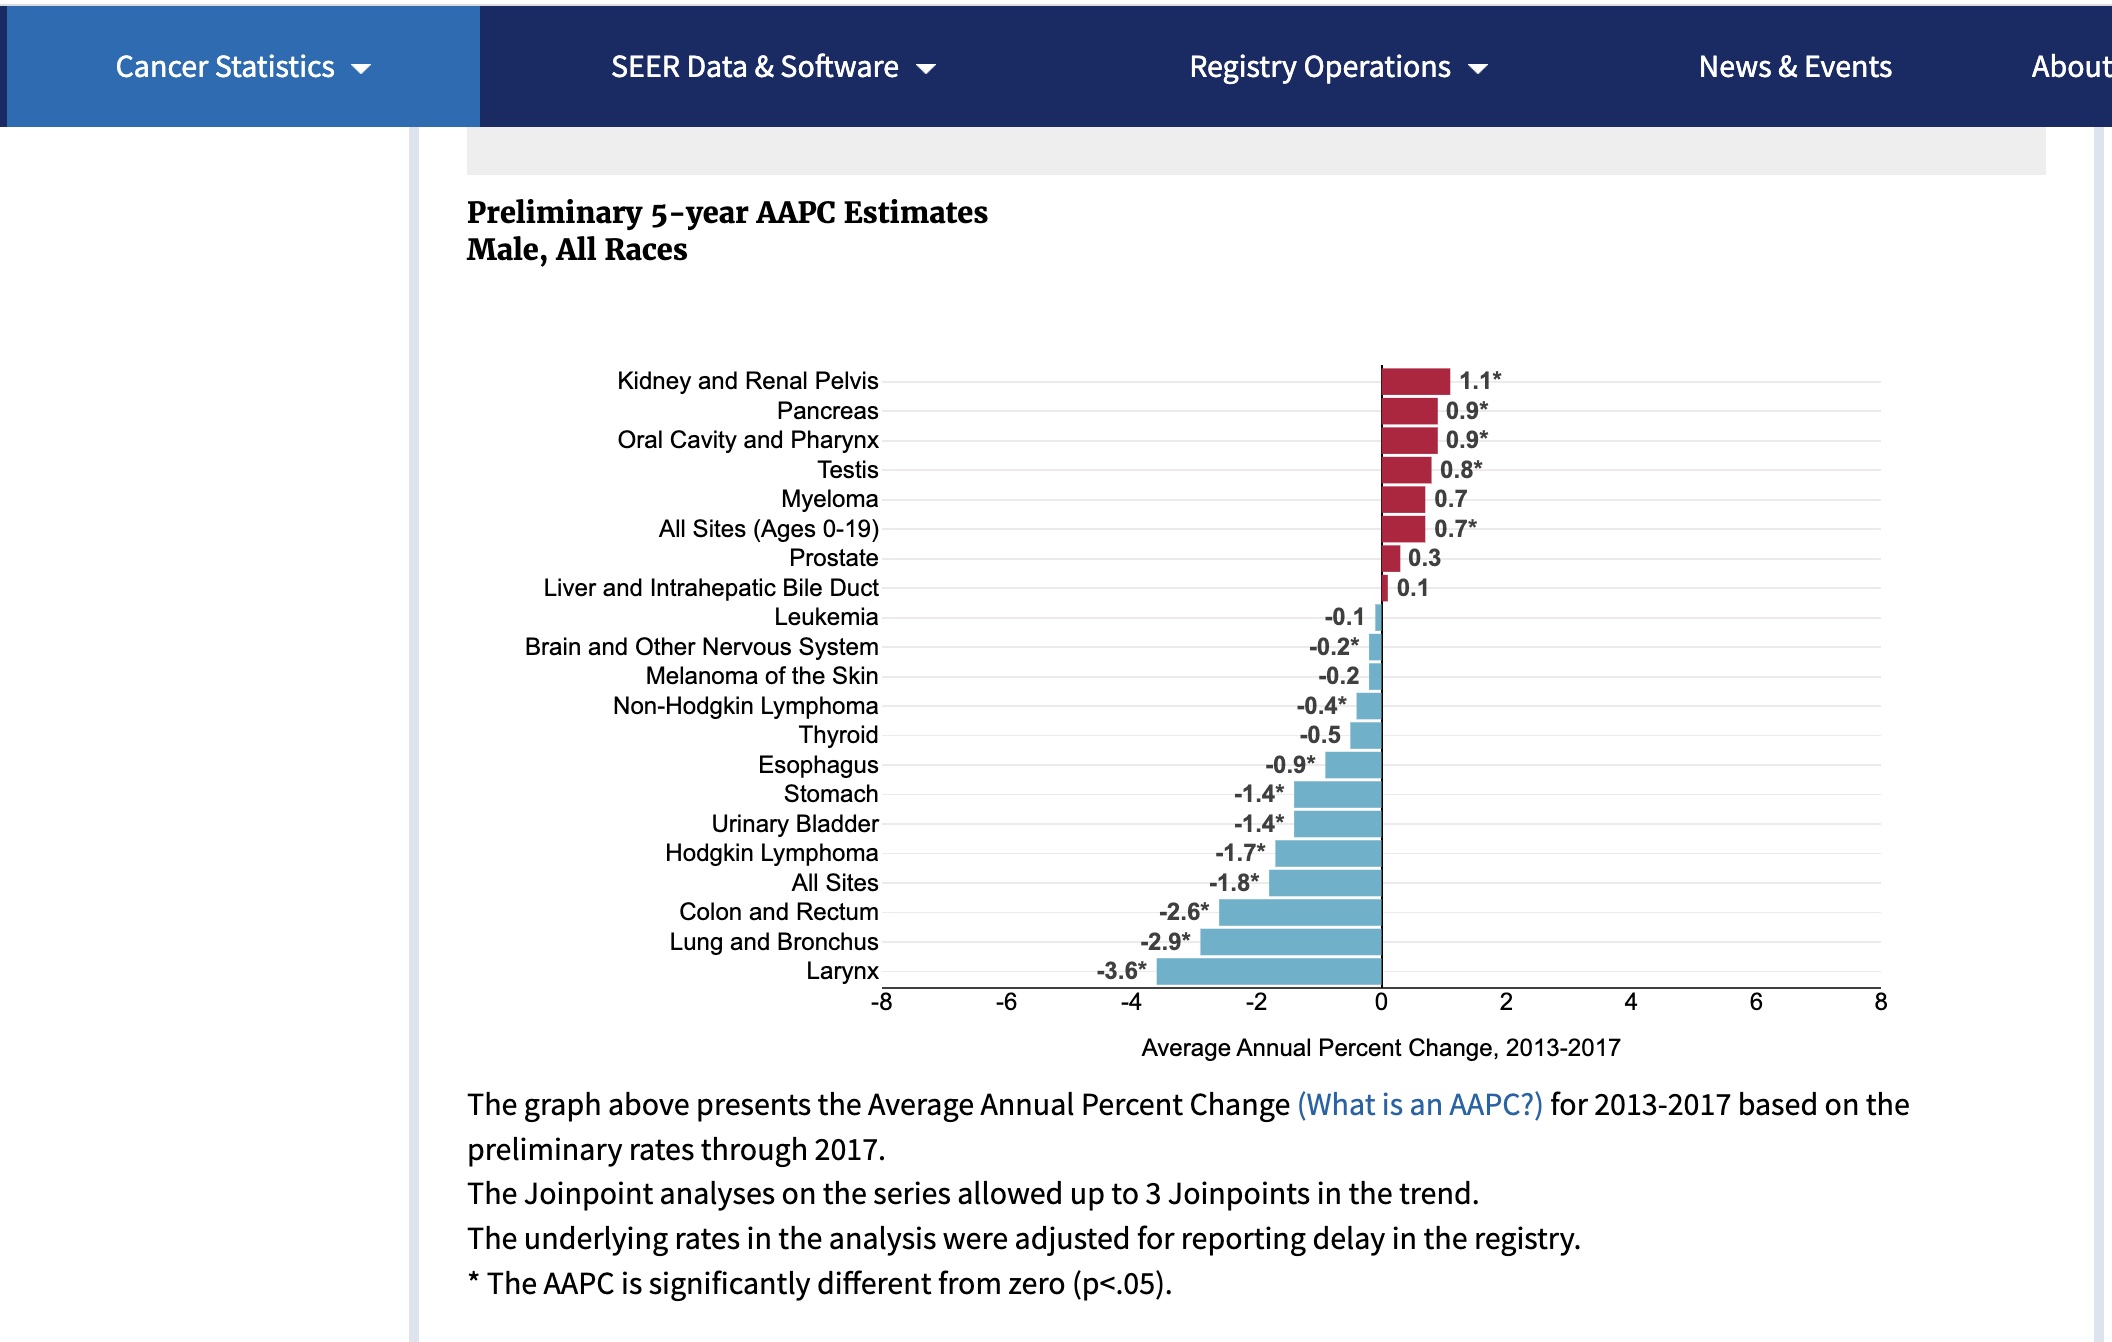 Cancer Statistics
SEER Data & Software
Registry Operations
News & Events
About
Preliminary 5-year AAPC Estimates
Male, All Races
Kidney and Renal Pelvis 1.1*
Pancreas 0.9*
Oral Cavity and Pharynx 0.9*
Testis 0.8*
Myeloma 0.7
All Sites (Ages 0-19) 0.7*
Prostate 0.3
Liver and Intrahepatic Bile Duct 0.1
Leukemia -0.1
Brain and Other Nervous System -0.2*
Melanoma of the Skin -0.2
Non-Hodgkin Lymphoma -0.4*
Thyroid -0.5
Esophagus -0.9*
Stomach -1.4*
Urinary Bladder -1.4*
Hodgkin Lymphoma -1.7*
All Sites -1.8*
Colon and Rectum -2.6*
Lung and Bronchus -2.9*
Larynx -3.6*
-8 -6 -4 -2 0 2 4 6 8
Average Annual Percent Change, 2013-2017
The graph above presents the Average Annual Percent Change (What is an AAPC?) for 2013-2017 based on the
preliminary rates through 2017.
The Joinpoint analyses on the series allowed up to 3 Joinpoints in the trend.
The underlying rates in the analysis were adjusted for reporting delay in the registry.
* The AAPC is significantly different from zero (p<.05).